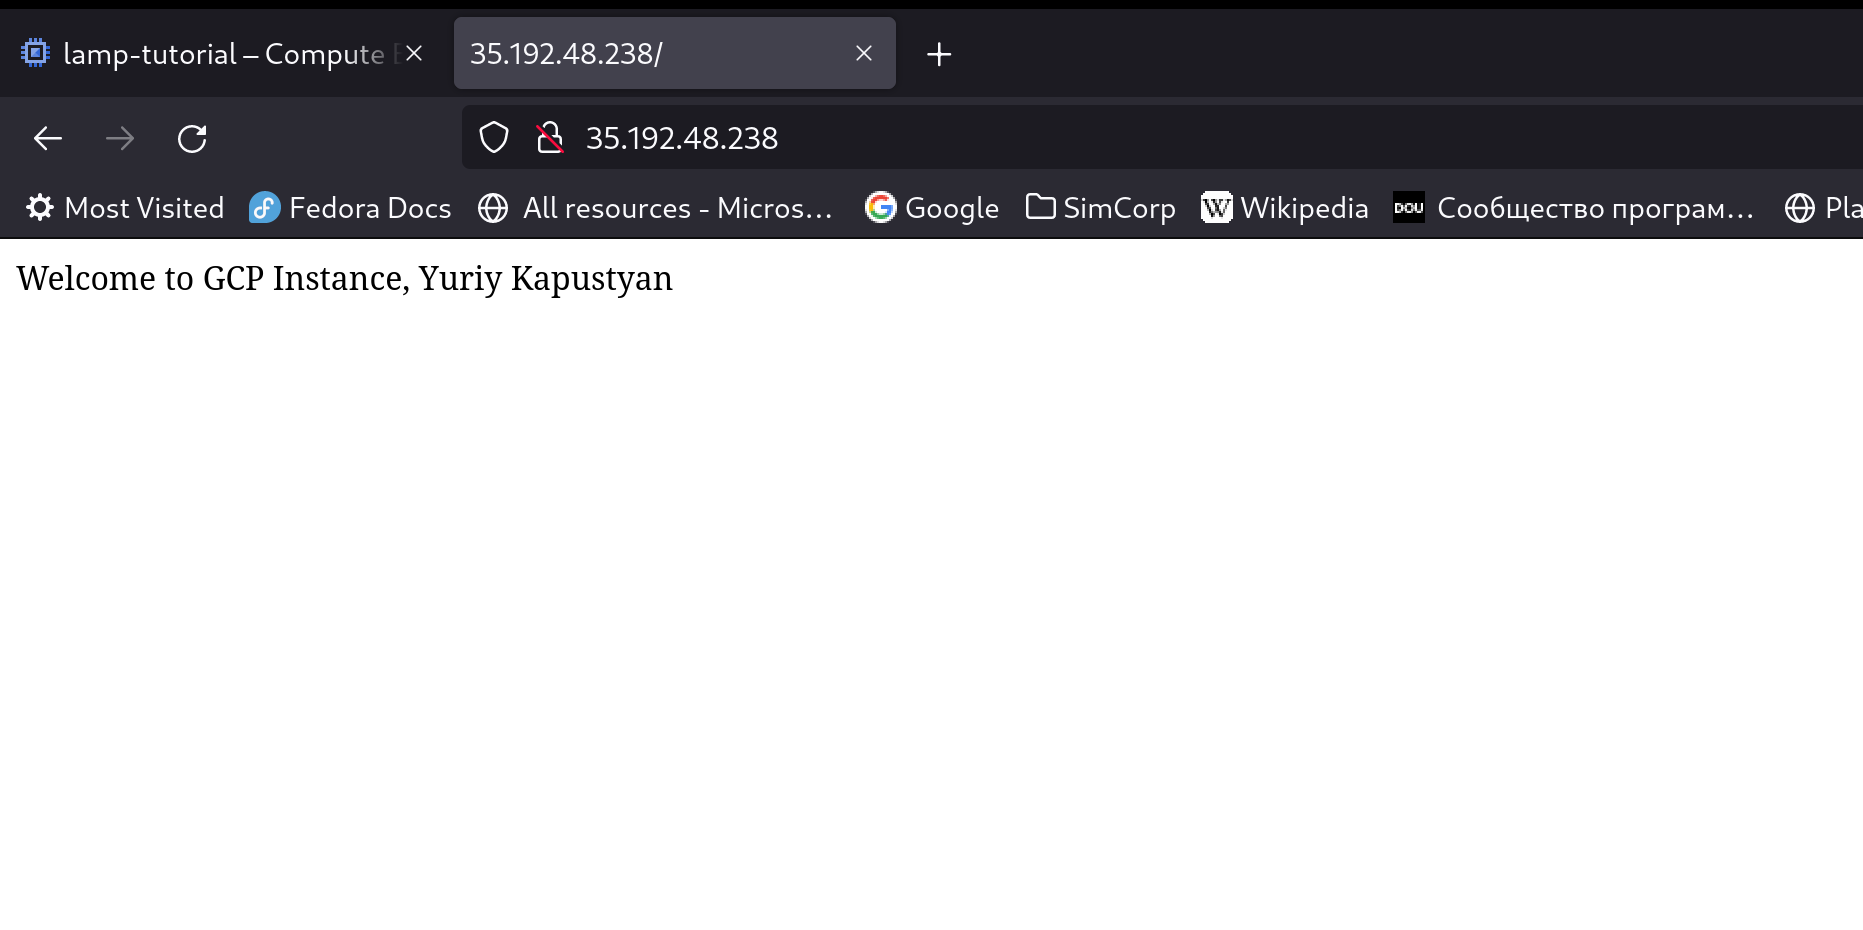 lamp-tutorial – Compute
35.192.48.238/
35.192.48.238
Most Visited
Fedora Docs
All resources - Micros...
Google
SimCorp
W Wikipedia
DOU Сообщество програм...
Pla
Welcome to GCP Instance, Yuriy Kapustyan